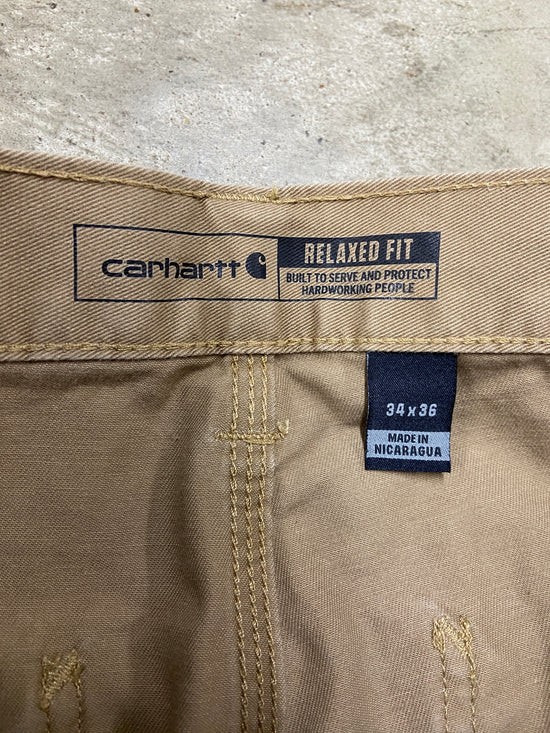 carhartt
RELAXED FIT
BUILT TO SERVE AND PROTECT
HARDWORKING PEOPLE
34 x 36
MADE IN
NICARAGUA